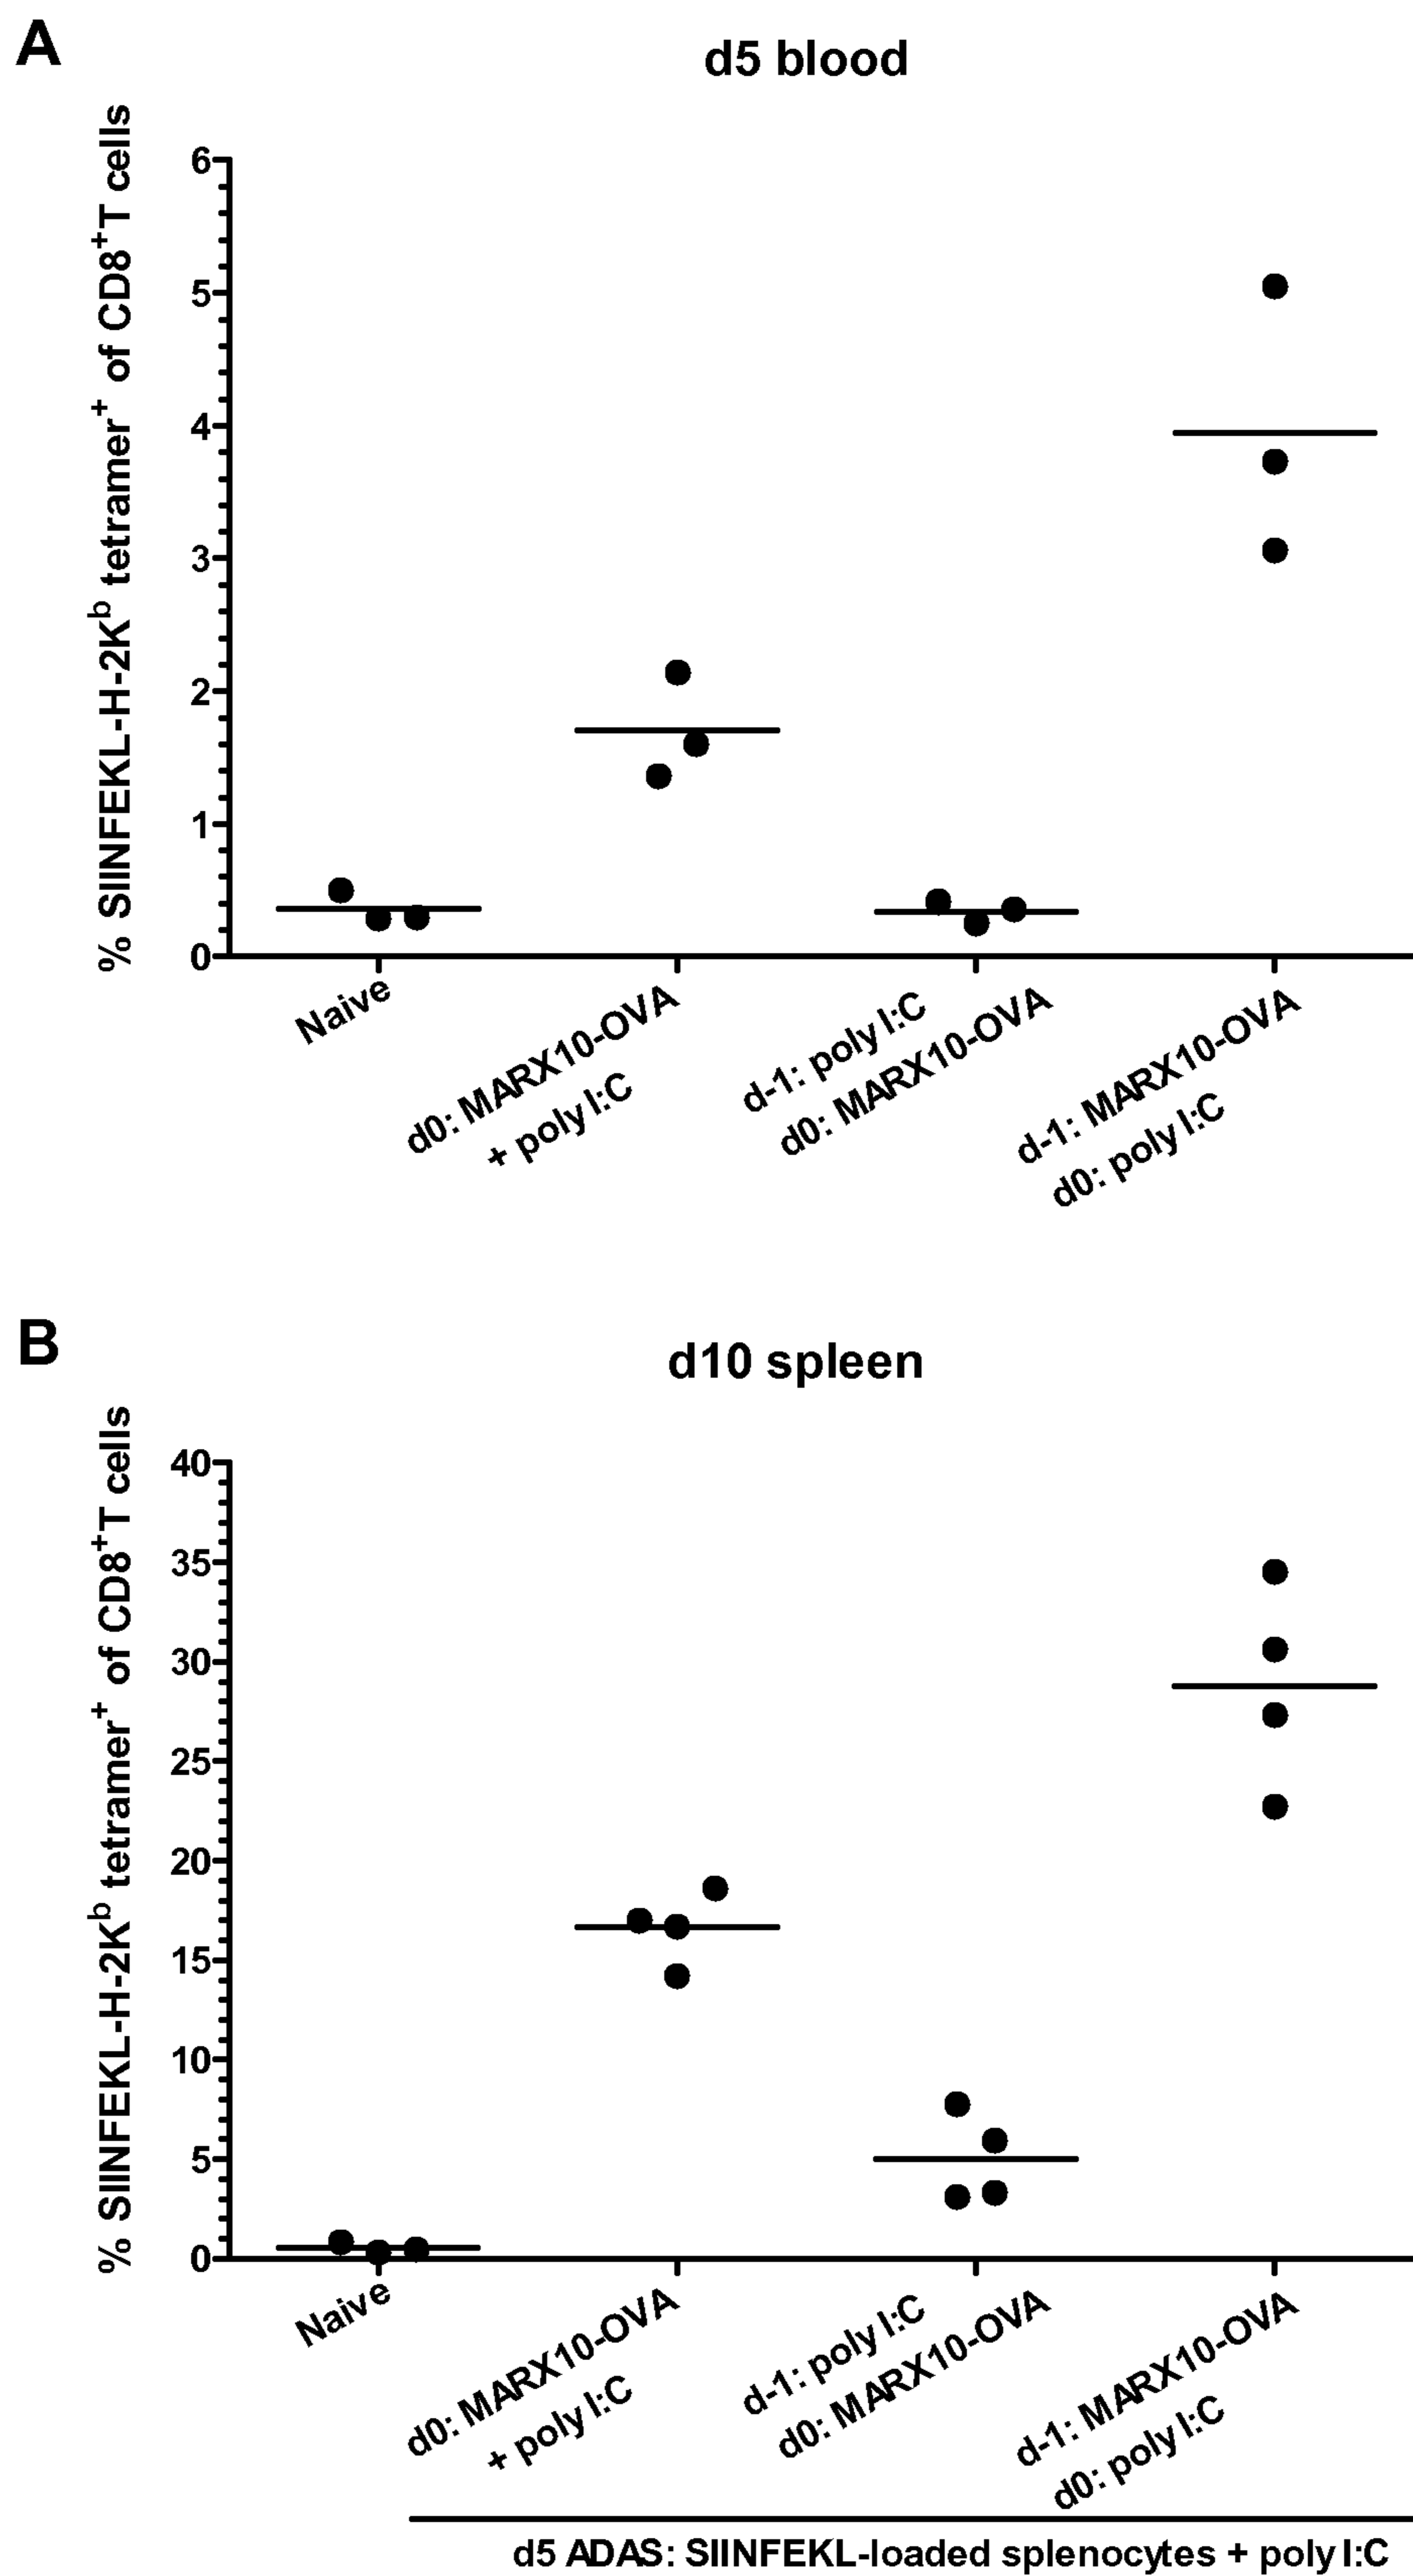 A
d5 blood
% SIINFEKL-H-2Kᵇ tetramer⁺ of CD8⁺T cells
6
5
4
3
2
1
0
Naive
d0: MARX10-OVA
+ poly I:C
d-1: poly I:C
d0: MARX10-OVA
d-1: MARX10-OVA
d0: poly I:C
B
d10 spleen
% SIINFEKL-H-2Kᵇ tetramer⁺ of CD8⁺T cells
40
35
30
25
20
15
10
5
0
Naive
d0: MARX10-OVA
+ poly I:C
d-1: poly I:C
d0: MARX10-OVA
d-1: MARX10-OVA
d0: poly I:C
d5 ADAS: SIINFEKL-loaded splenocytes + poly I:C